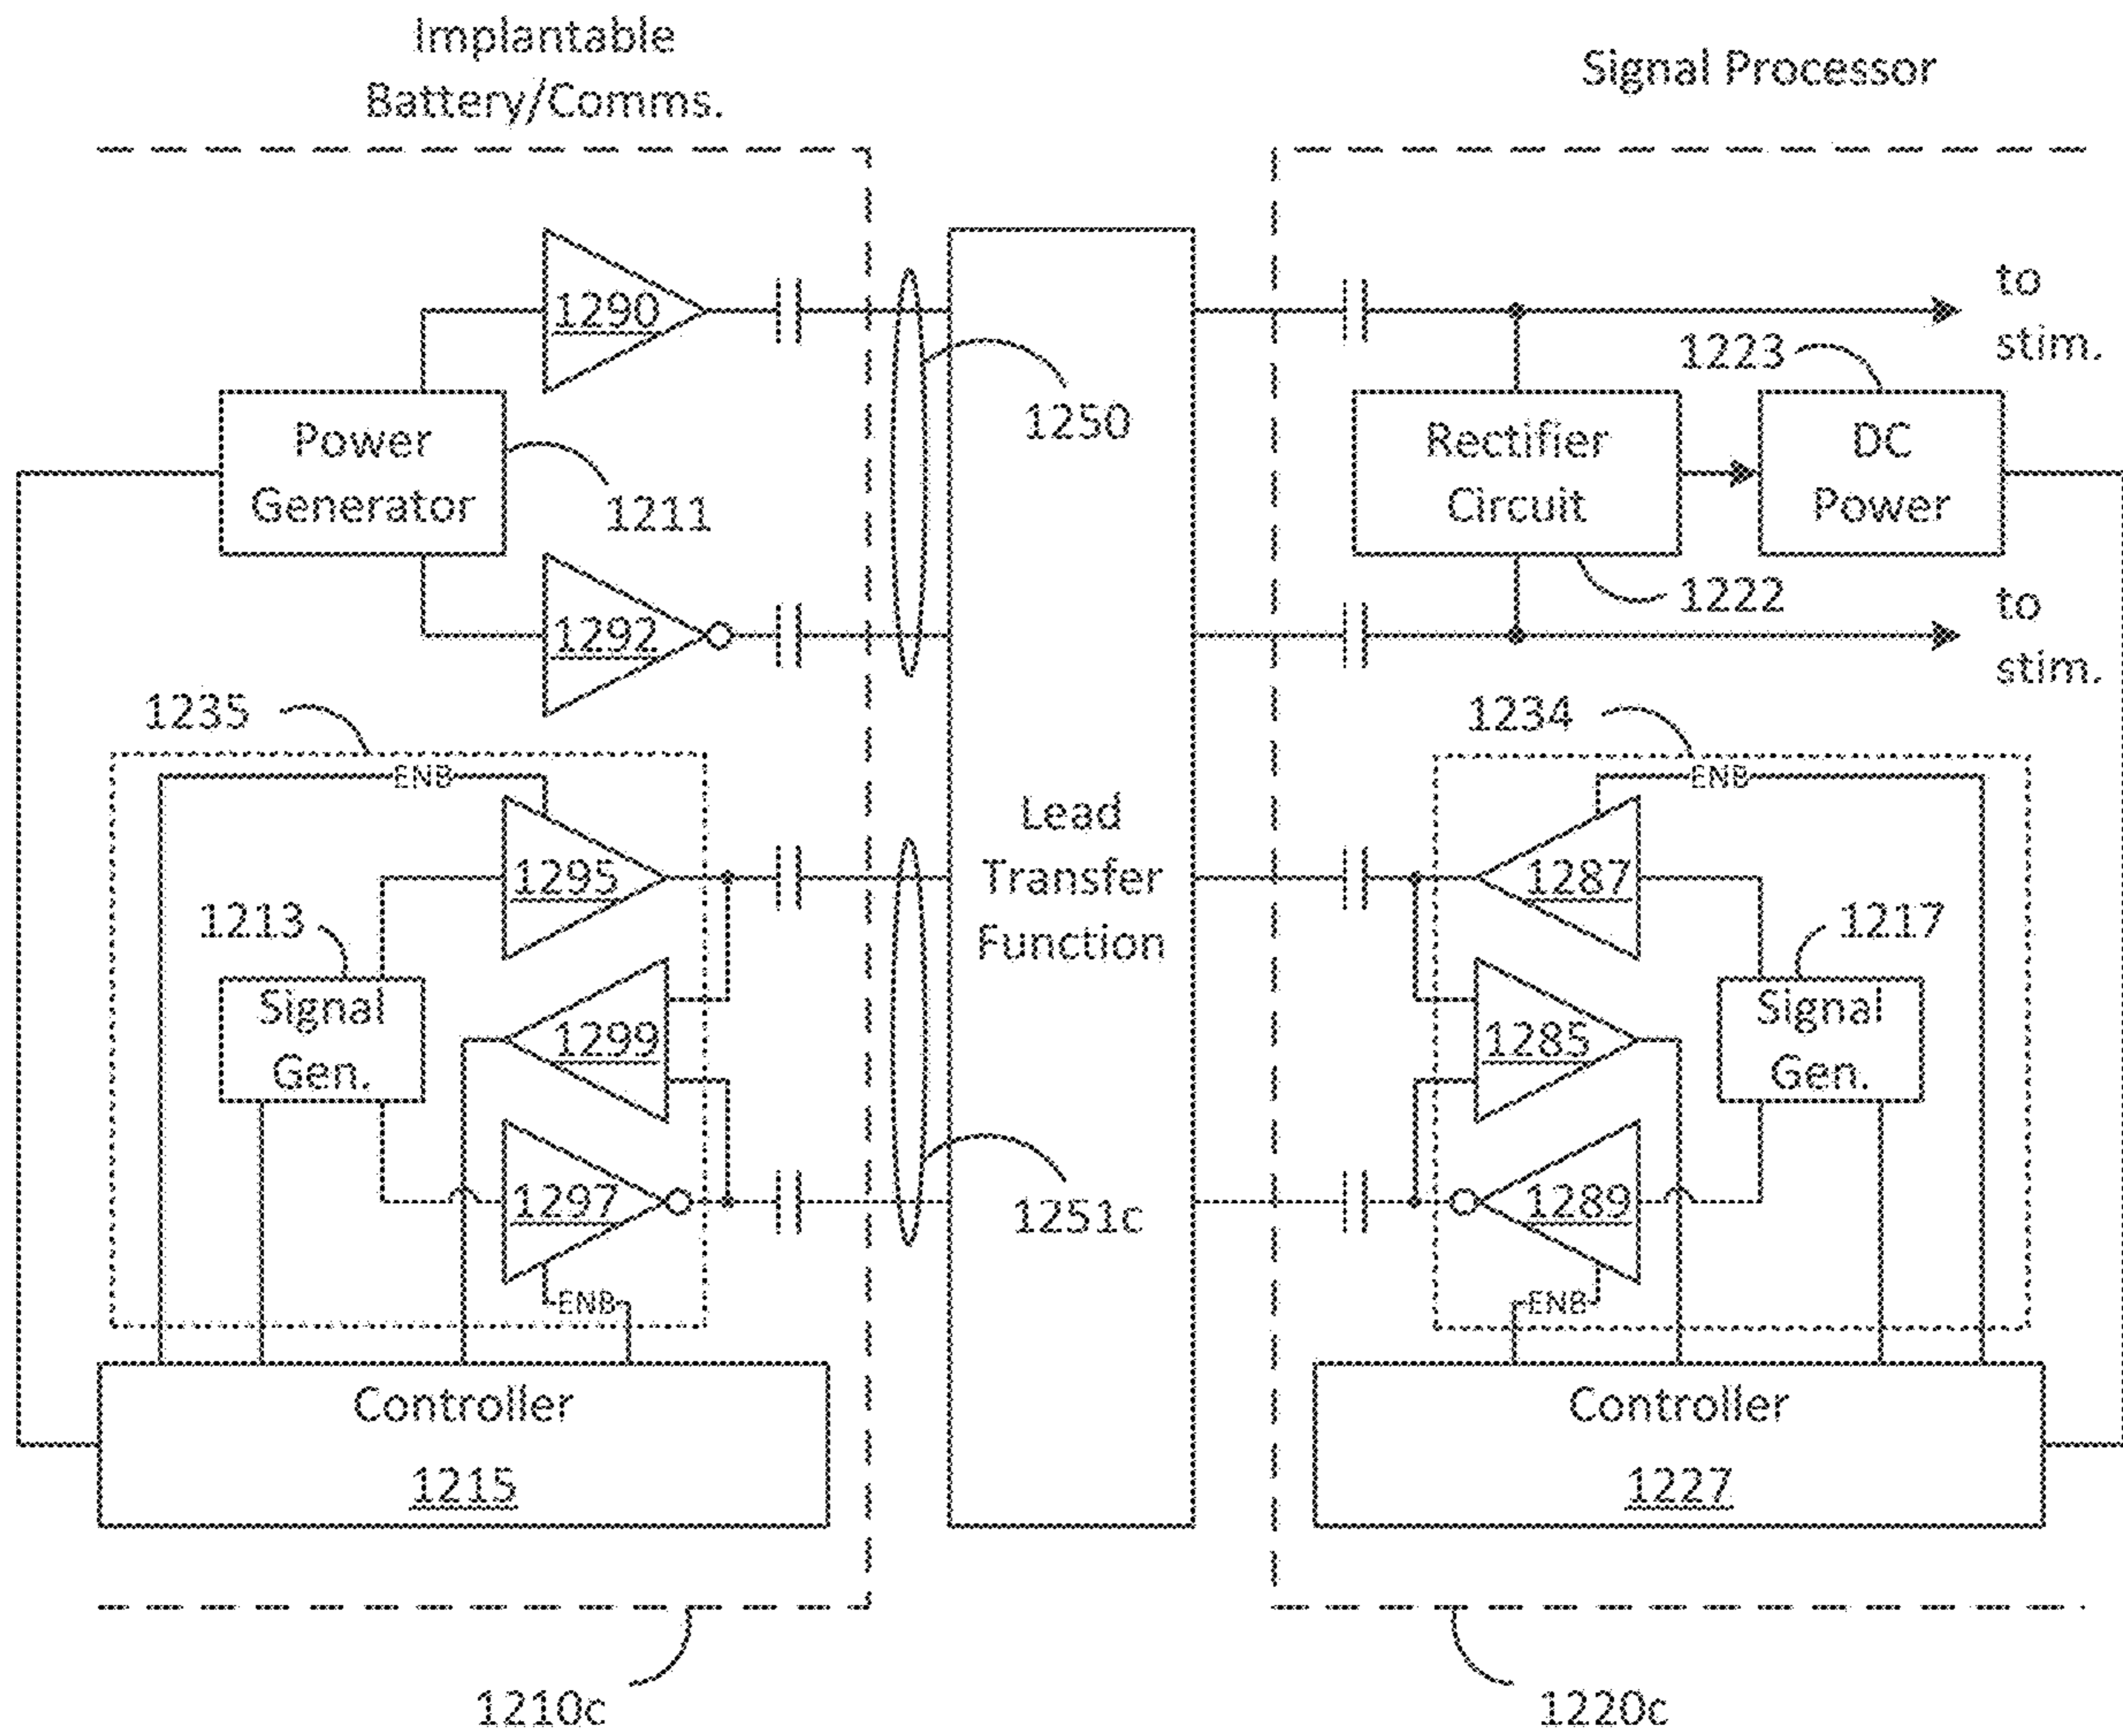 Implantable
Battery/Comms.
Signal Processor
1290
to
stim.
1223
1250
Power
Generator
1211
Rectifier
Circuit
DC
Power
1292
1222
to
stim.
1235
1234
ENB
ENB
Lead
Transfer
Function
1295
1287
1213
1217
Signal
Gen.
Signal
Gen.
1299
1285
1297
1289
1251c
ENB
ENB
Controller
1215
Controller
1227
1210c
1220c